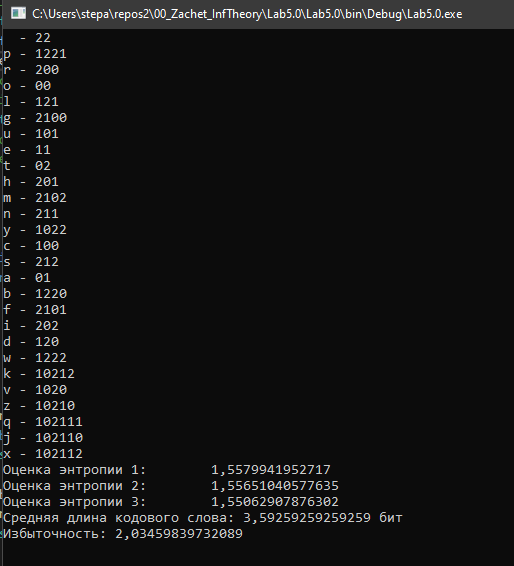 C:\Users\stepa\repos2\00_Zachet_InfTheory\Lab5.0\Lab5.0\bin\Debug\Lab5.0.exe
  - 22
p - 1221
r - 200
o - 00
l - 121
g - 2100
u - 101
e - 11
t - 02
h - 201
m - 2102
n - 211
y - 1022
c - 100
s - 212
a - 01
b - 1220
f - 2101
i - 202
d - 120
w - 1222
k - 10212
v - 1020
z - 10210
q - 102111
j - 102110
x - 102112
Оценка энтропии 1:        1,5579941952717
Оценка энтропии 2:        1,55651040577635
Оценка энтропии 3:        1,55062907876302
Средняя длина кодового слова: 3,59259259259259 бит
Избыточность: 2,03459839732089